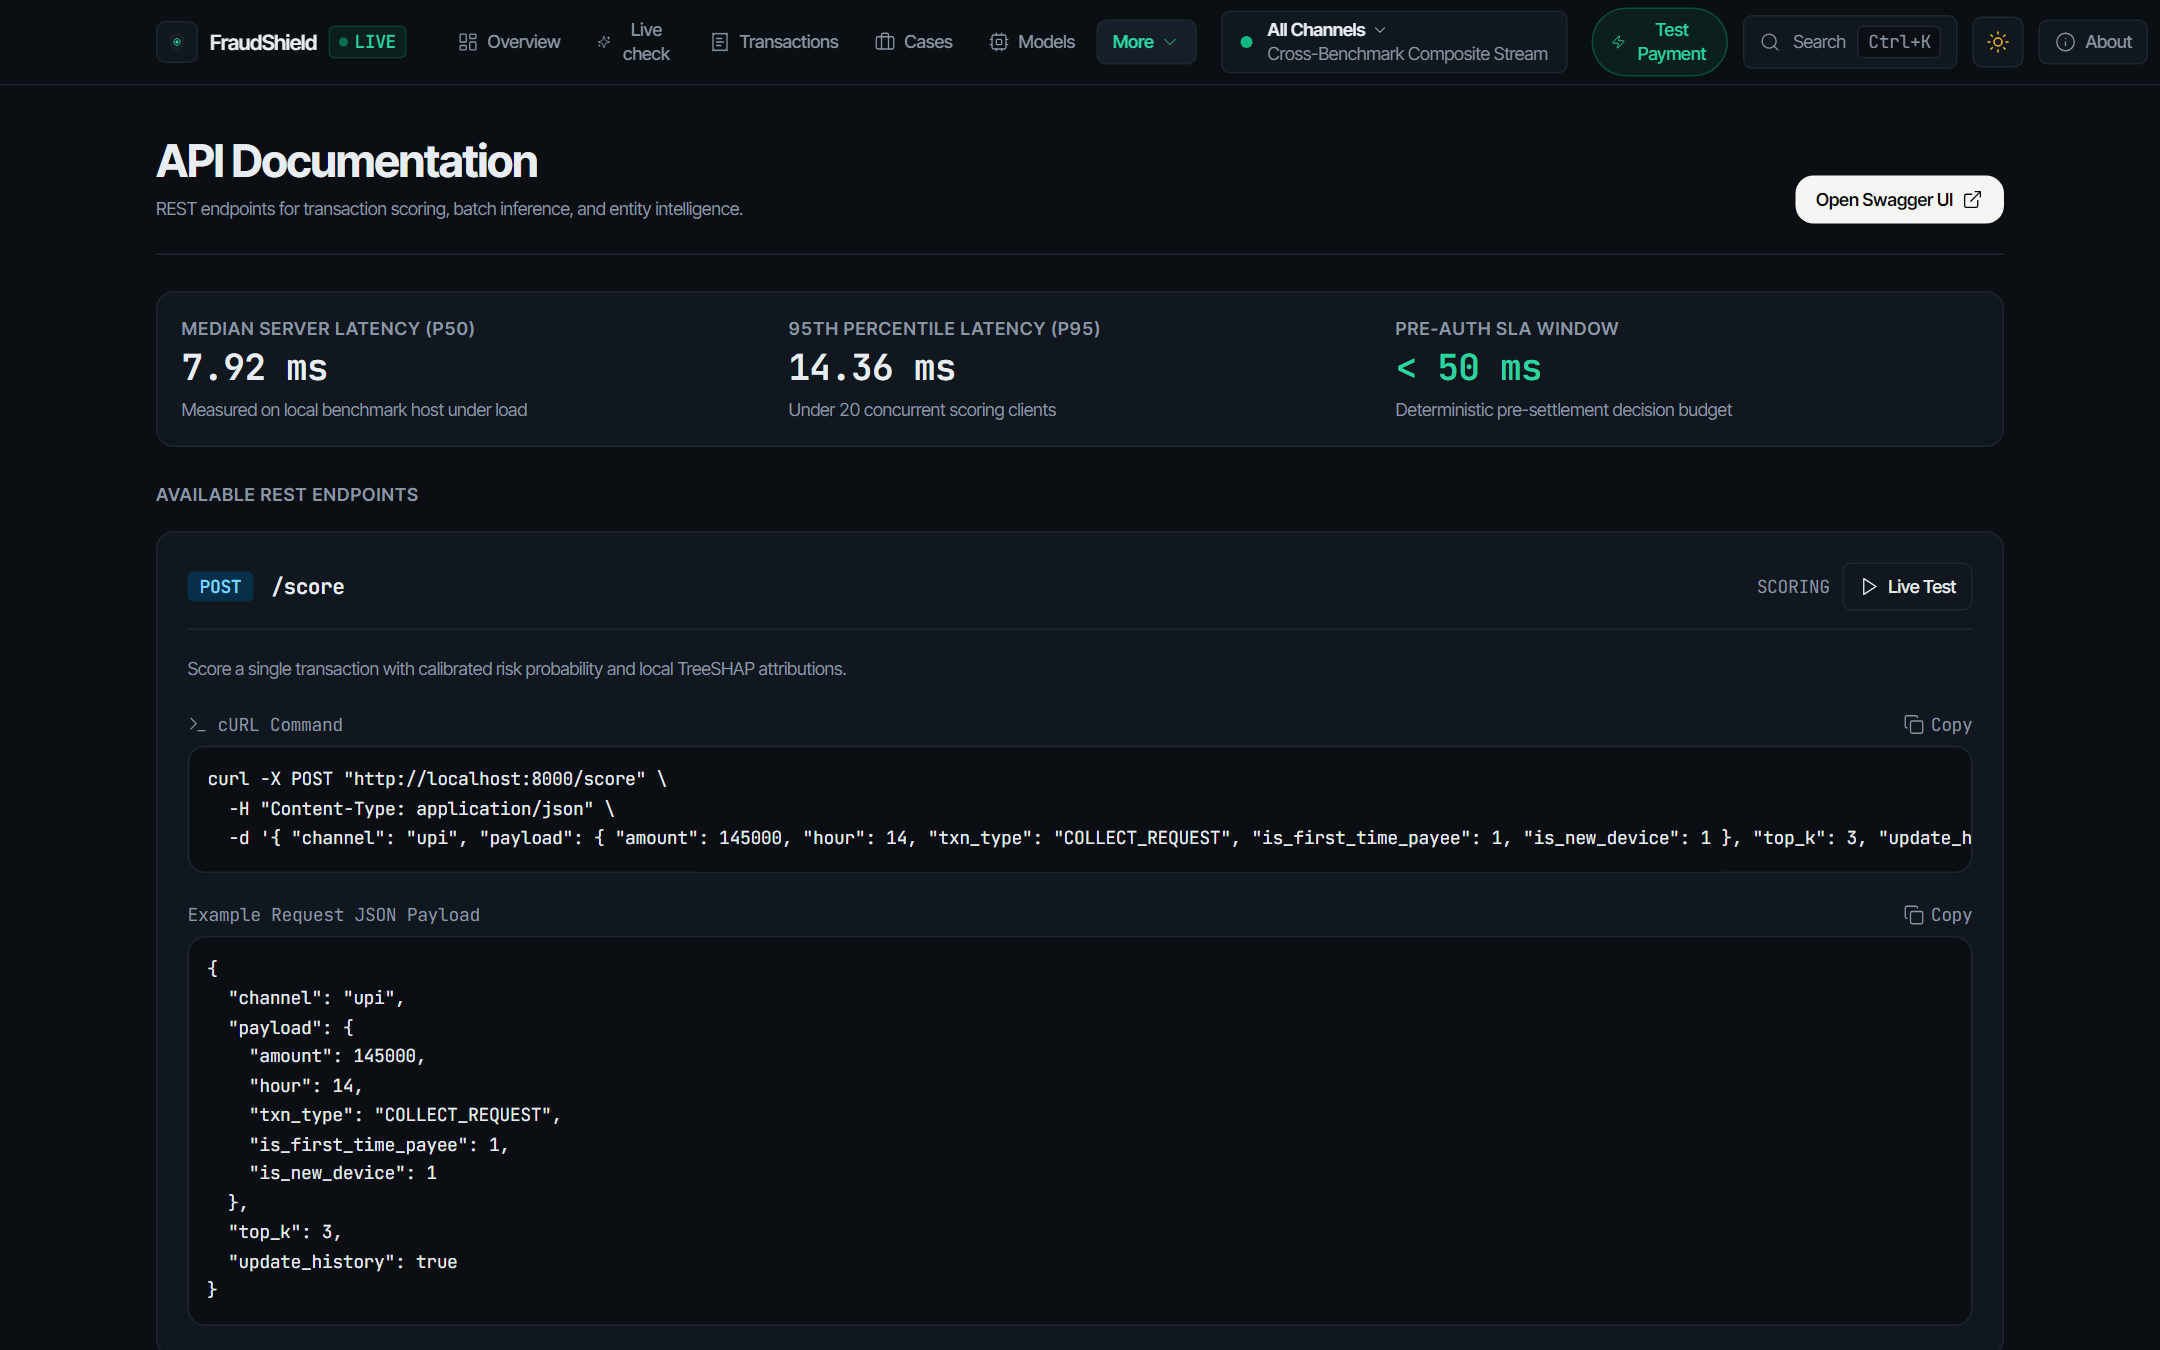 FraudShield
LIVE
Overview
Live check
Transactions
Cases
Models
More
All Channels
Cross-Benchmark Composite Stream
Test Payment
Search
Ctrl+K
About
API Documentation
REST endpoints for transaction scoring, batch inference, and entity intelligence.
Open Swagger UI
MEDIAN SERVER LATENCY (P50)
7.92 ms
Measured on local benchmark host under load
95TH PERCENTILE LATENCY (P95)
14.36 ms
Under 20 concurrent scoring clients
PRE-AUTH SLA WINDOW
< 50 ms
Deterministic pre-settlement decision budget
AVAILABLE REST ENDPOINTS
POST /score
SCORING
Live Test
Score a single transaction with calibrated risk probability and local TreeSHAP attributions.
>_ cURL Command
Copy
curl -X POST "http://localhost:8000/score" \
-H "Content-Type: application/json" \
-d '{ "channel": "upi", "payload": { "amount": 145000, "hour": 14, "txn_type": "COLLECT_REQUEST", "is_first_time_payee": 1, "is_new_device": 1 }, "top_k": 3, "update_h
Example Request JSON Payload
Copy
{
"channel": "upi",
"payload": {
"amount": 145000,
"hour": 14,
"txn_type": "COLLECT_REQUEST",
"is_first_time_payee": 1,
"is_new_device": 1
},
"top_k": 3,
"update_history": true
}